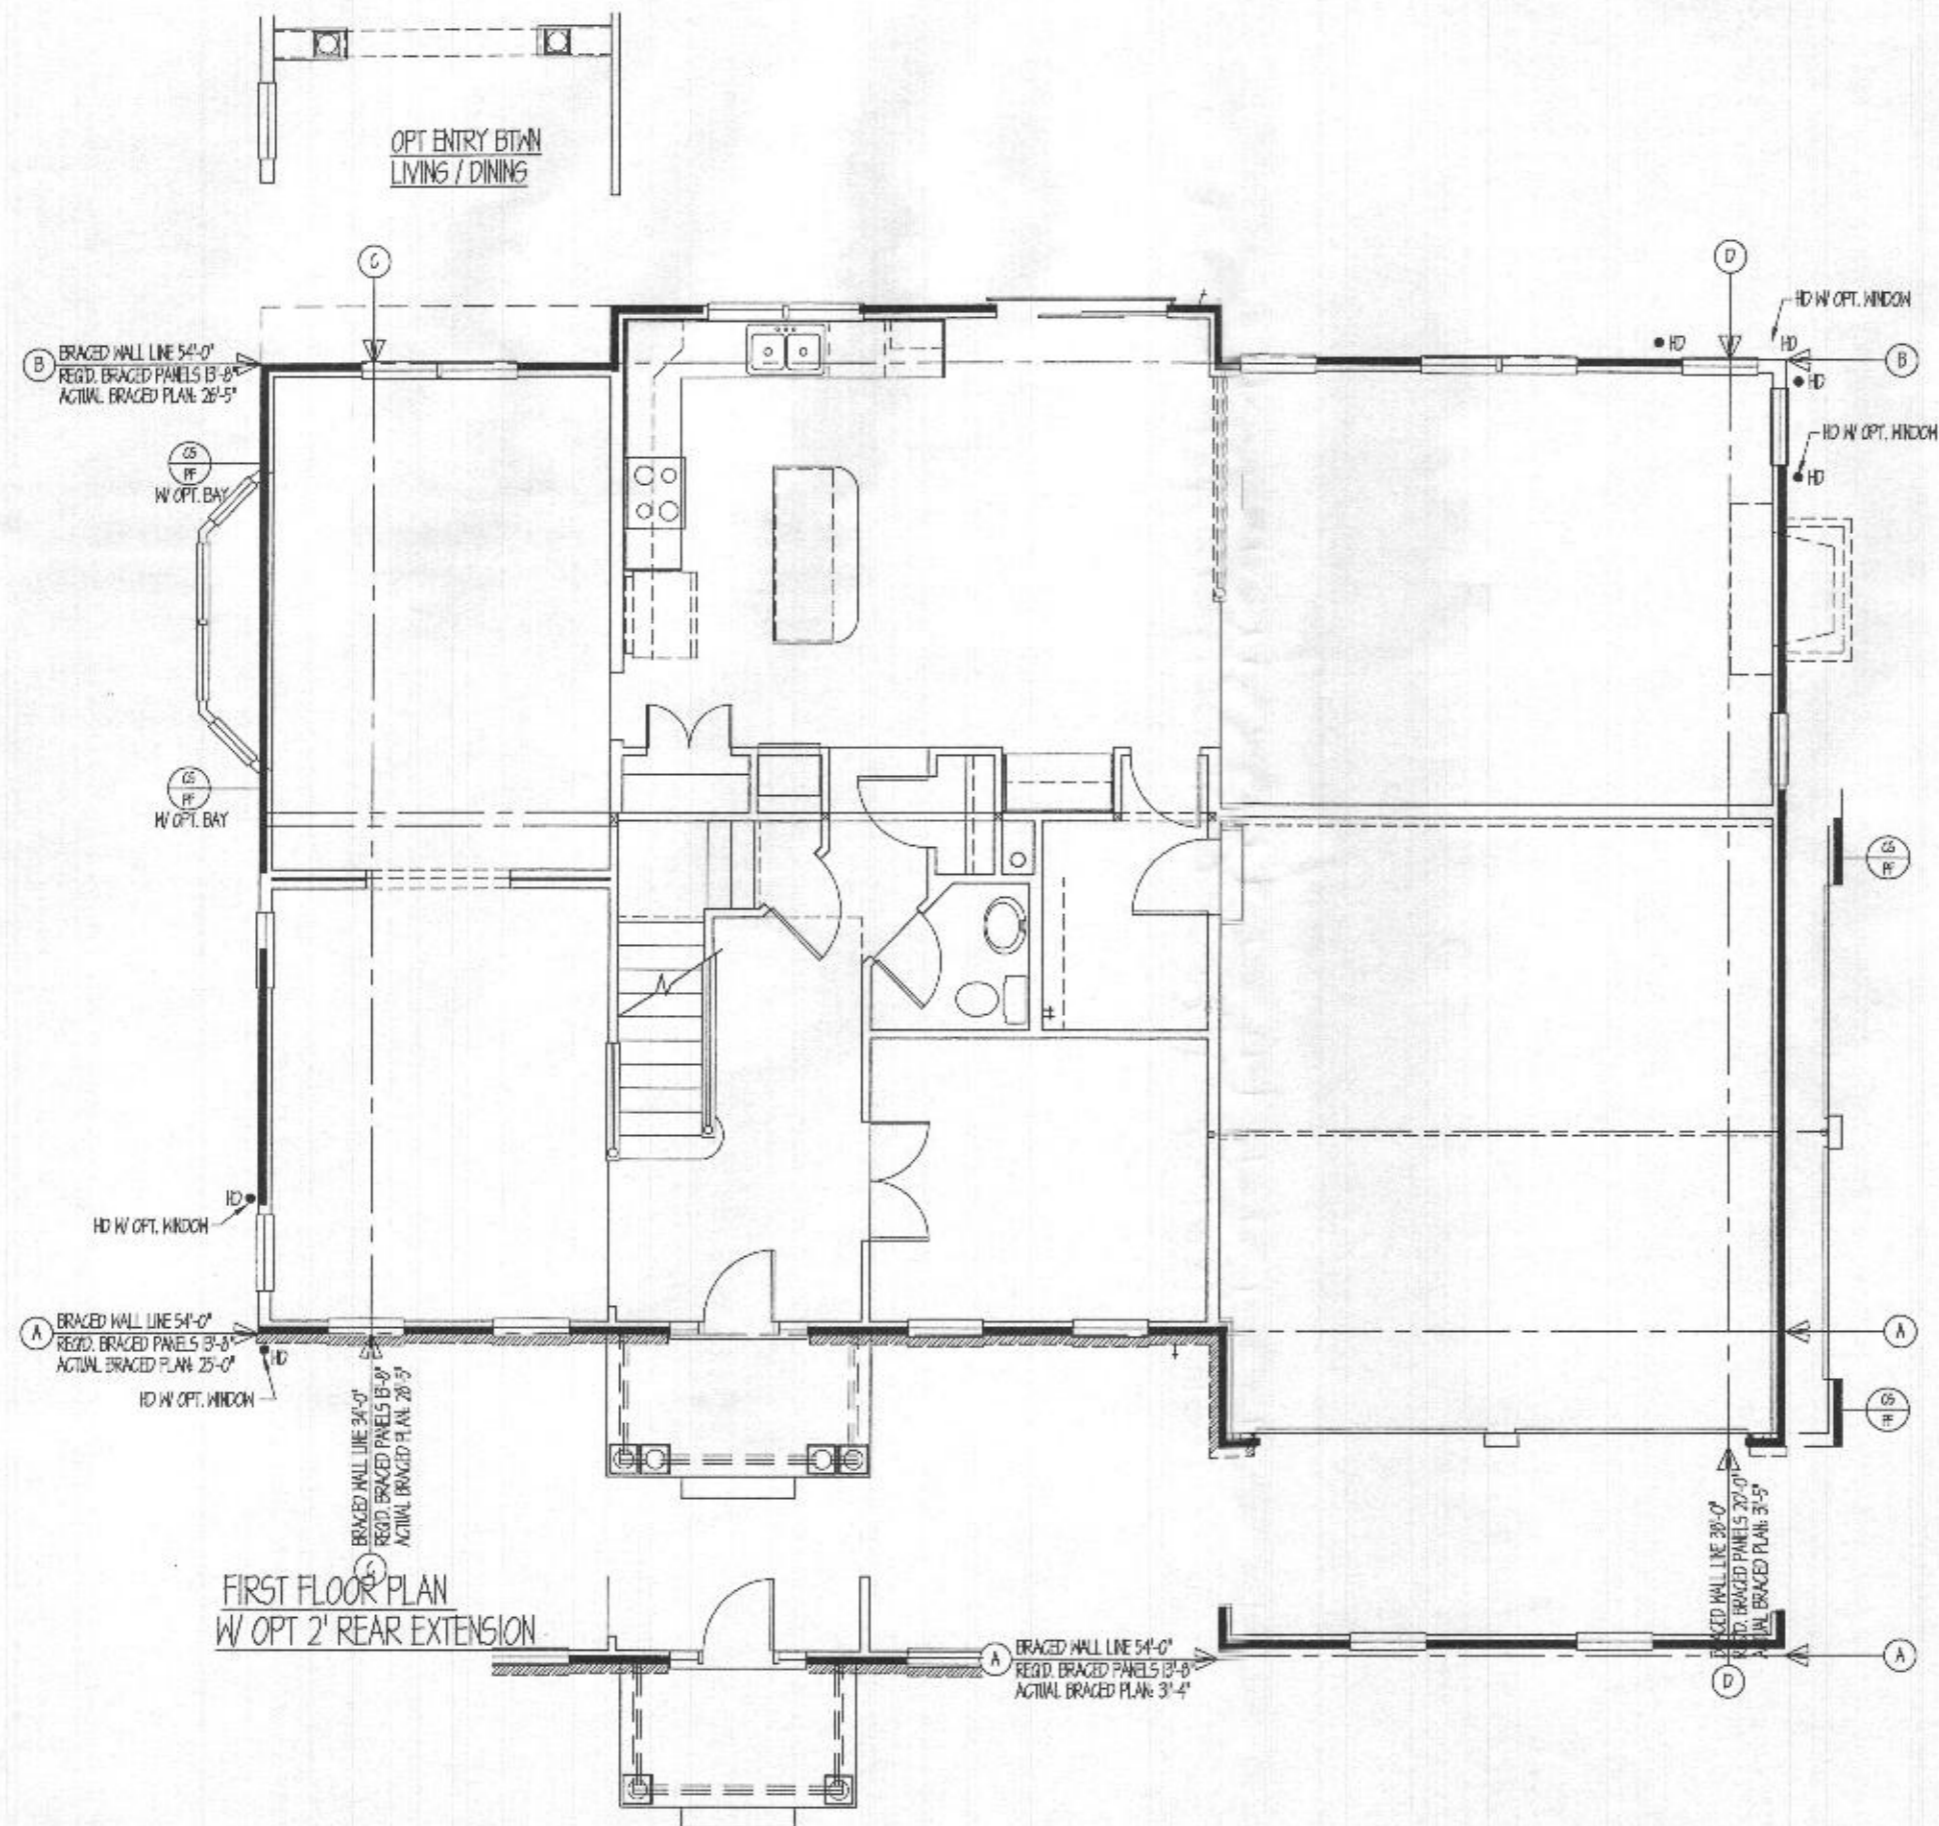 OPT ENTRY BTWN
LIVING / DINING
C
D
HD W/ OPT. WINDOW
HD
HD
B
BRACED WALL LINE 54'-0"
REQ'D. BRACED PANELS 13'-8"
ACTUAL BRACED PLAN: 26'-5"
B
HD
HD W/ OPT. WINDOW
HD
CS
PF
W/ OPT. BAY
CS
PF
W/ OPT. BAY
CS
PF
HD
HD W/ OPT. WINDOW
A
BRACED WALL LINE 54'-0"
REQ'D. BRACED PANELS 13'-8"
ACTUAL BRACED PLAN: 25'-0"
HD
HD W/ OPT. WINDOW
A
CS
PF
BRACED WALL LINE 34'-0"
REQ'D. BRACED PANELS 13'-8"
ACTUAL BRACED PLAN: 28'-5"
C
BRACED WALL LINE 38'-0"
REQ'D. BRACED PANELS 20'-0"
ACTUAL BRACED PLAN: 31'-5"
D
FIRST FLOOR PLAN
W/ OPT 2' REAR EXTENSION
A
BRACED WALL LINE 54'-0"
REQ'D. BRACED PANELS 13'-8"
ACTUAL BRACED PLAN: 31'-4"
A